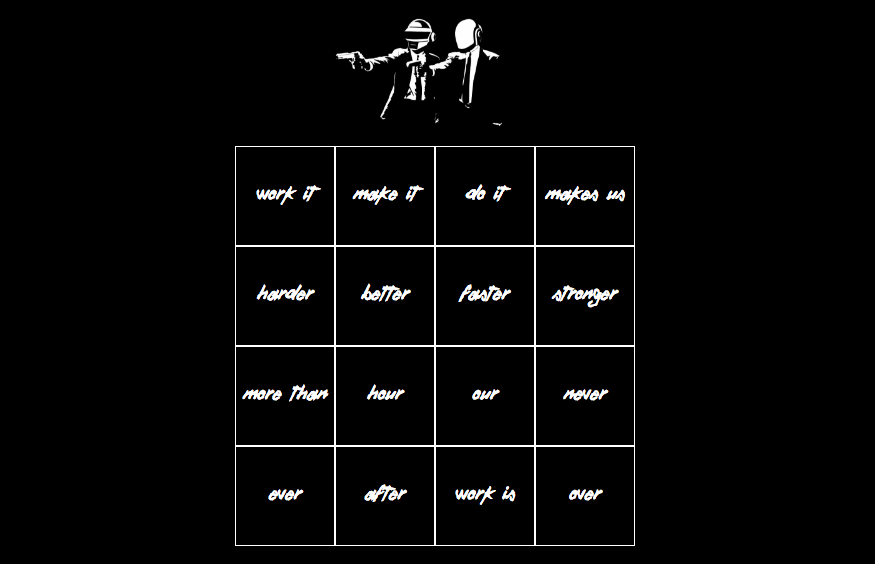 work it make it do it makes us
harder better faster stronger
more than hour our never
ever after work is over